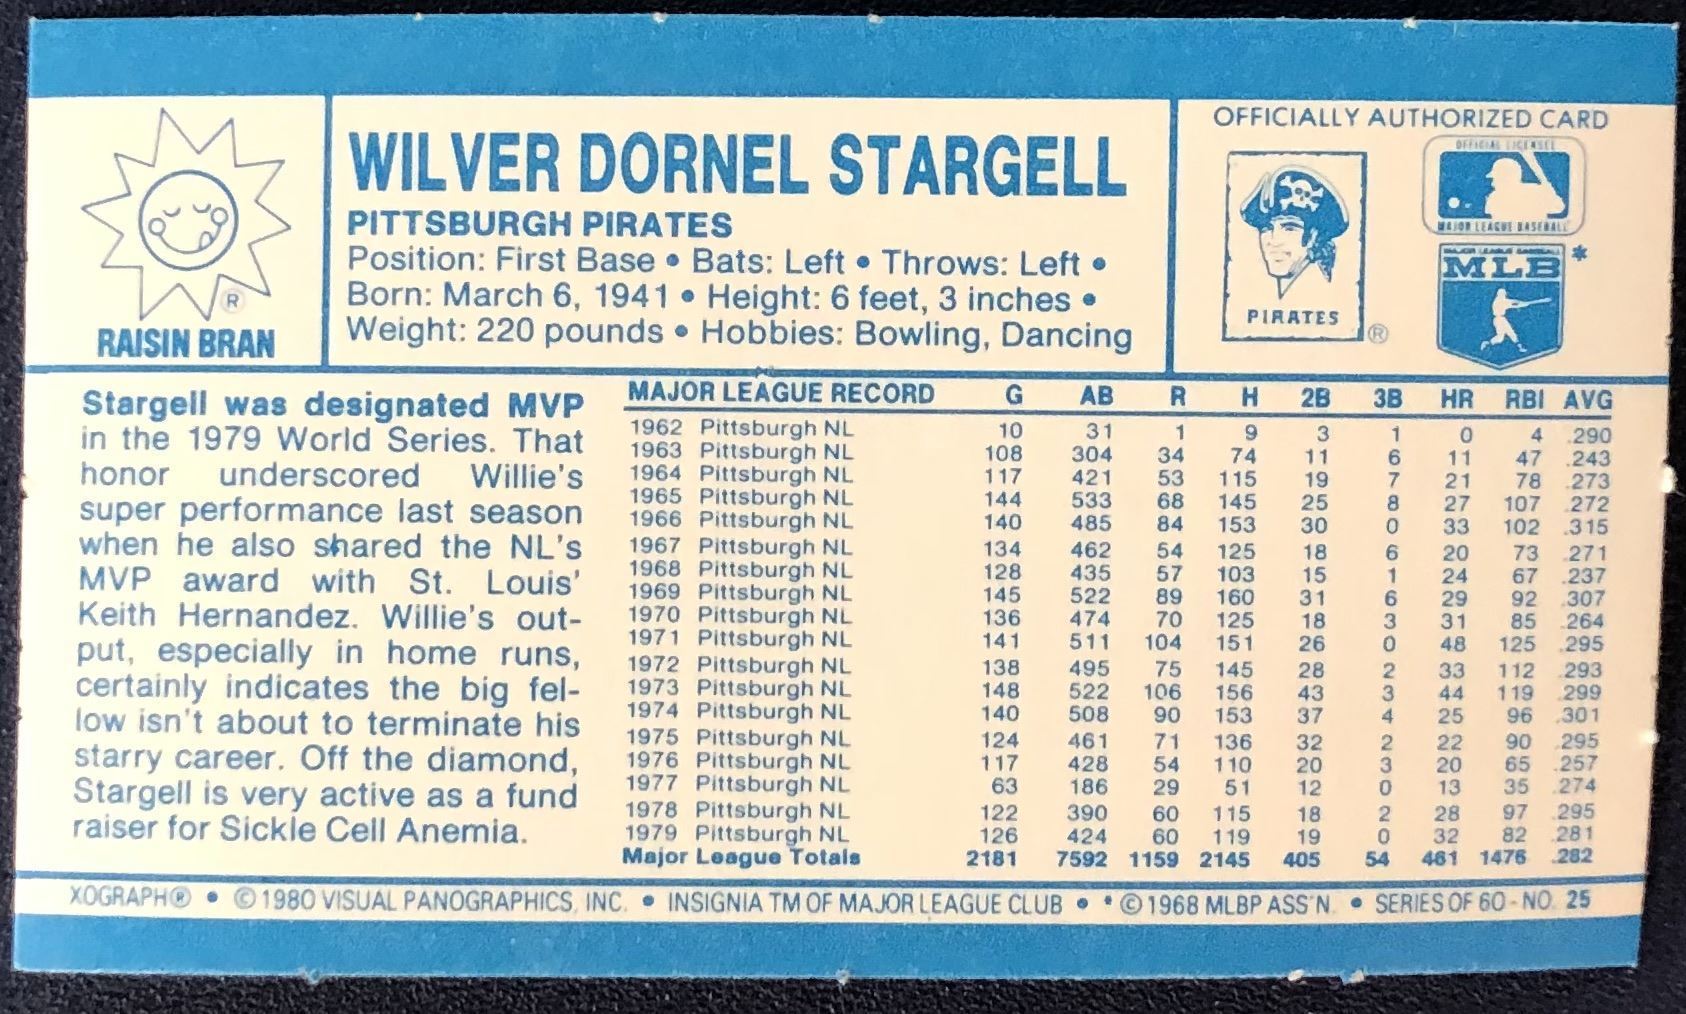 RAISIN BRAN
®
WILVER DORNEL STARGELL
PITTSBURGH PIRATES
Position: First Base • Bats: Left • Throws: Left •
Born: March 6, 1941 • Height: 6 feet, 3 inches •
Weight: 220 pounds • Hobbies: Bowling, Dancing
OFFICIALLY AUTHORIZED CARD
PIRATES
®
OFFICIAL LICENSEE
MAJOR LEAGUE BASEBALL
MAJOR LEAGUE BASEBALL
MLB *
Stargell was designated MVP
in the 1979 World Series. That
honor underscored Willie's
super performance last season
when he also shared the NL's
MVP award with St. Louis'
Keith Hernandez. Willie's out-
put, especially in home runs,
certainly indicates the big fel-
low isn't about to terminate his
starry career. Off the diamond,
Stargell is very active as a fund
raiser for Sickle Cell Anemia.
MAJOR LEAGUE RECORD G AB R H 2B 3B HR RBI AVG
1962 Pittsburgh NL 10 31 1 9 3 1 0 4 .290
1963 Pittsburgh NL 108 304 34 74 11 6 11 47 .243
1964 Pittsburgh NL 117 421 53 115 19 7 21 78 .273
1965 Pittsburgh NL 144 533 68 145 25 8 27 107 .272
1966 Pittsburgh NL 140 485 84 153 30 0 33 102 .315
1967 Pittsburgh NL 134 462 54 125 18 6 20 73 .271
1968 Pittsburgh NL 128 435 57 103 15 1 24 67 .237
1969 Pittsburgh NL 145 522 89 160 31 6 29 92 .307
1970 Pittsburgh NL 136 474 70 125 18 3 31 85 .264
1971 Pittsburgh NL 141 511 104 151 26 0 48 125 .295
1972 Pittsburgh NL 138 495 75 145 28 2 33 112 .293
1973 Pittsburgh NL 148 522 106 156 43 3 44 119 .299
1974 Pittsburgh NL 140 508 90 153 37 4 25 96 .301
1975 Pittsburgh NL 124 461 71 136 32 2 22 90 .295
1976 Pittsburgh NL 117 428 54 110 20 3 20 65 .257
1977 Pittsburgh NL 63 186 29 51 12 0 13 35 .274
1978 Pittsburgh NL 122 390 60 115 18 2 28 97 .295
1979 Pittsburgh NL 126 424 60 119 19 0 32 82 .281
Major League Totals 2181 7592 1159 2145 405 54 461 1476 .282
XOGRAPH® • © 1980 VISUAL PANOGRAPHICS, INC. • INSIGNIA TM OF MAJOR LEAGUE CLUB • * © 1968 MLBP ASS'N. • SERIES OF 60 - NO. 25